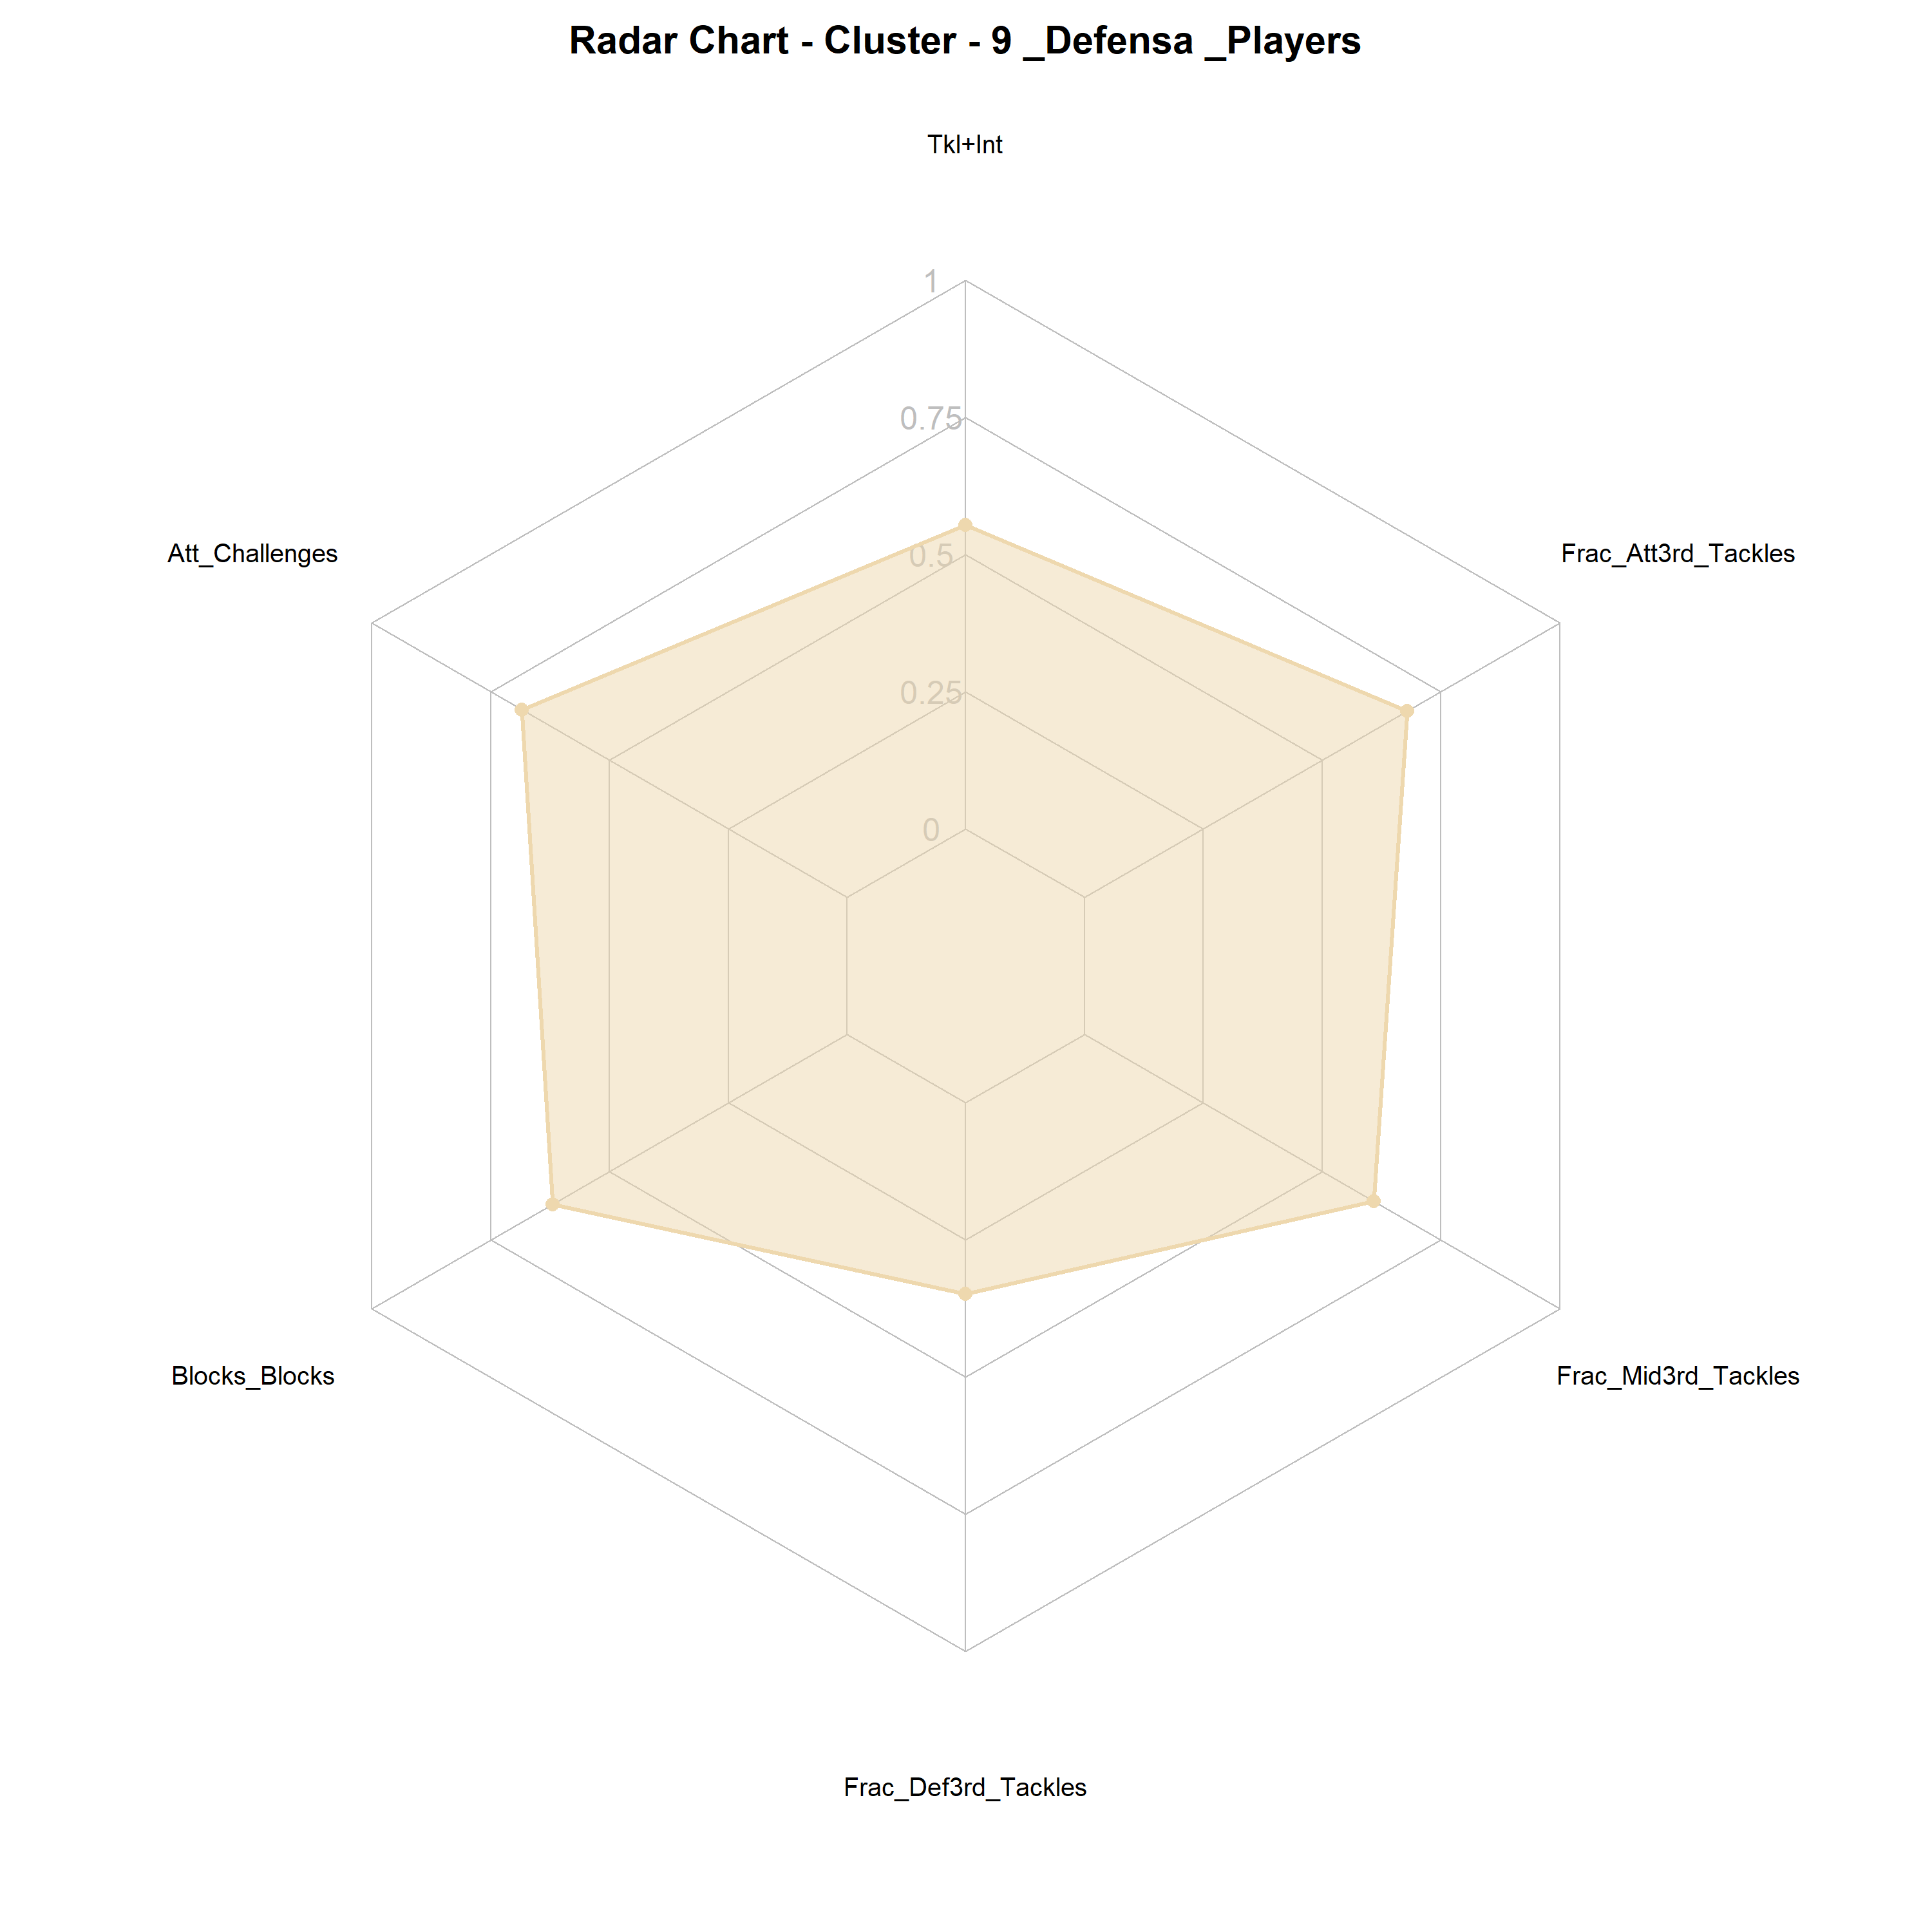 Radar Chart - Cluster - 9 _Defensa _Players
Tkl+Int
1
0.75
Att_Challenges
Frac_Att3rd_Tackles
0.5
0.25
0
Blocks_Blocks
Frac_Mid3rd_Tackles
Frac_Def3rd_Tackles